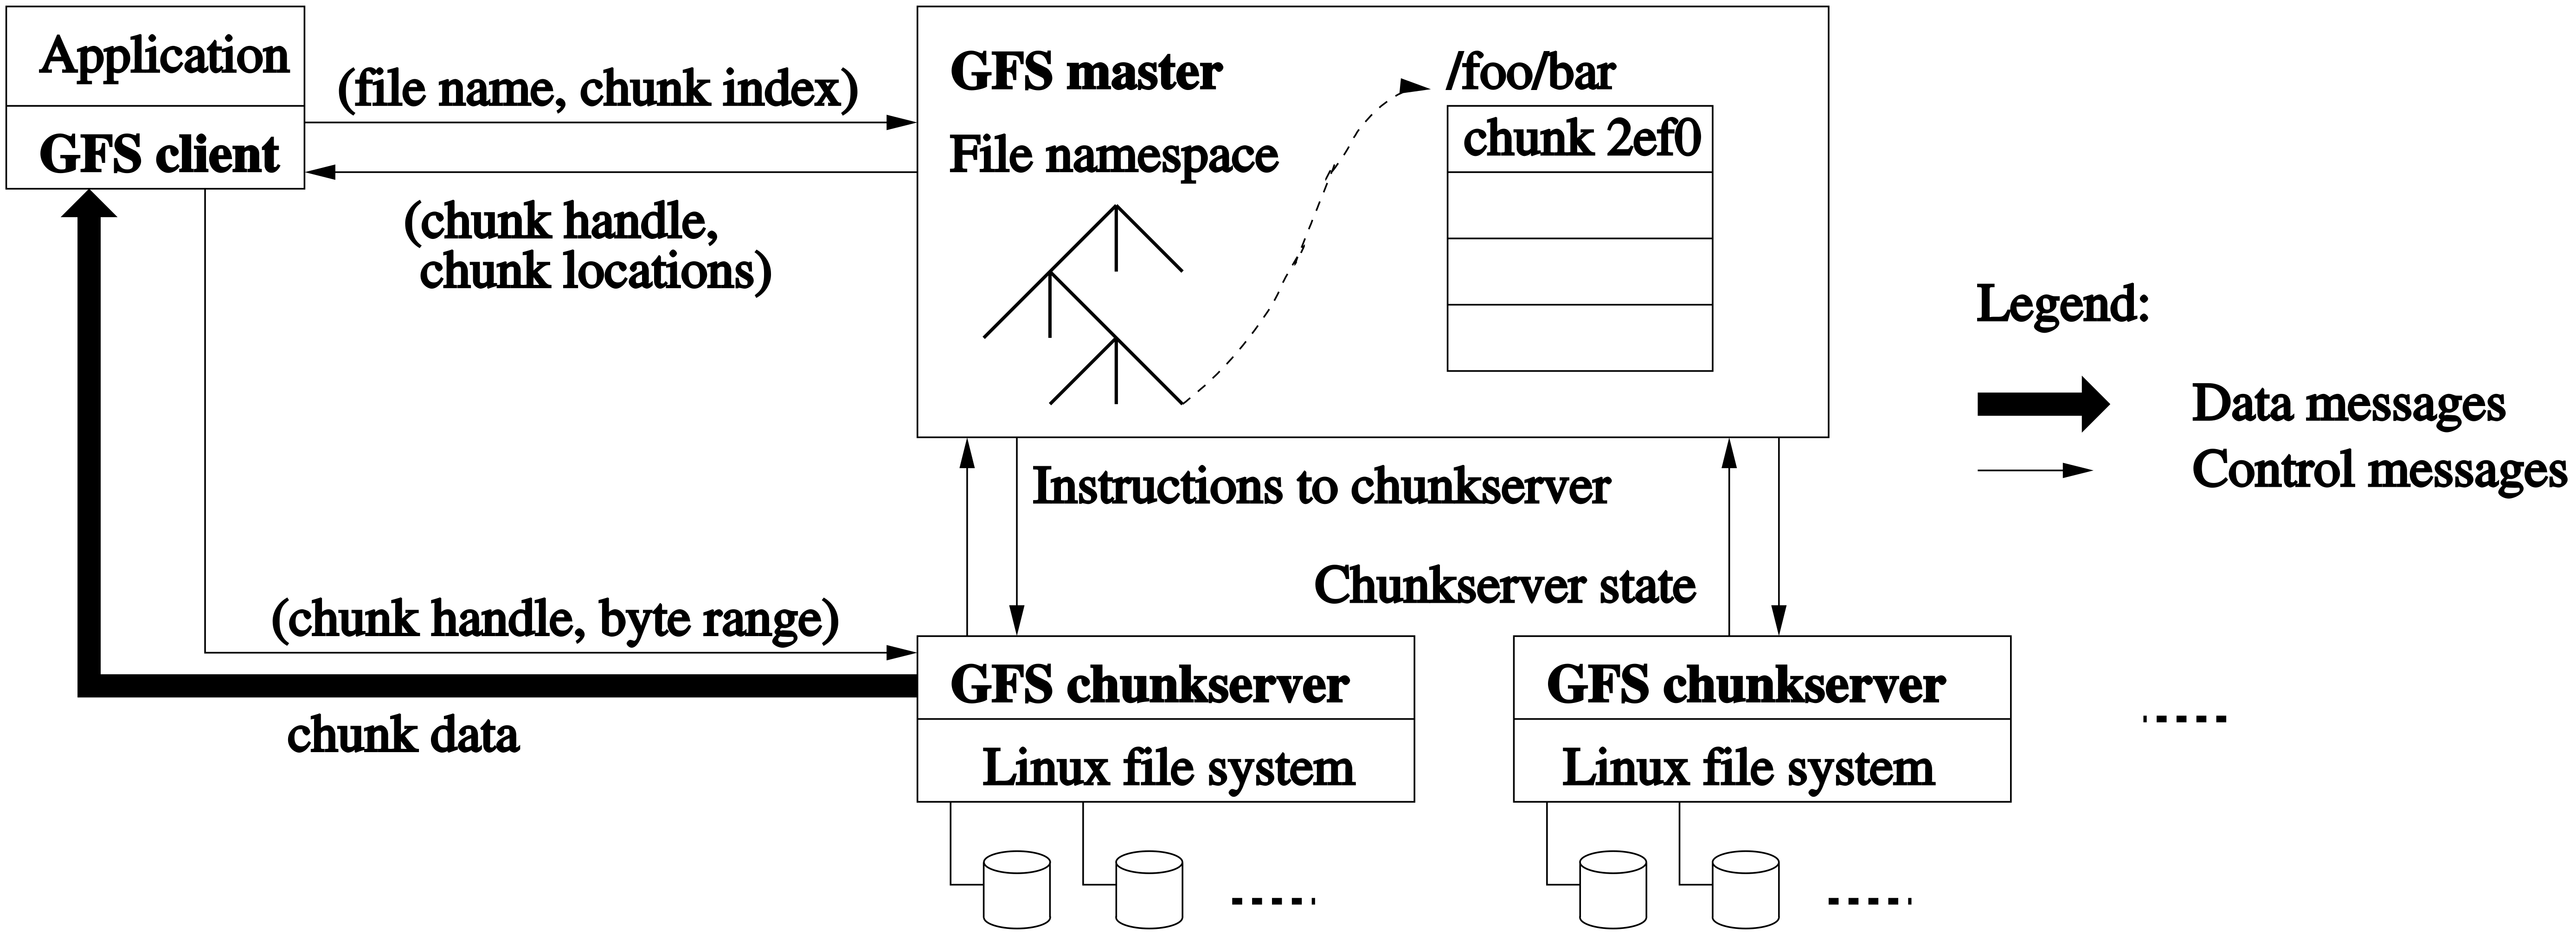 Application
GFS client
(file name, chunk index)
(chunk handle,
chunk locations)
GFS master
File namespace
/foo/bar
chunk 2ef0
Legend:
Data messages
Control messages
Instructions to chunkserver
Chunkserver state
(chunk handle, byte range)
chunk data
GFS chunkserver
Linux file system
GFS chunkserver
Linux file system